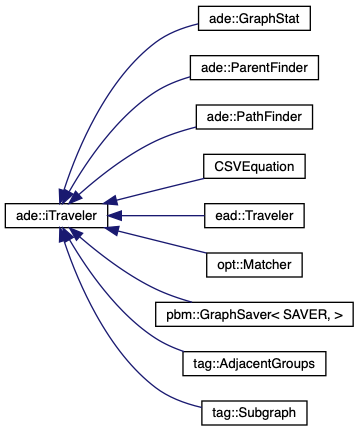 ade::GraphStat
ade::ParentFinder
ade::PathFinder
CSVEquation
ade::iTraveler
ead::Traveler
opt::Matcher
pbm::GraphSaver< SAVER, >
tag::AdjacentGroups
tag::Subgraph